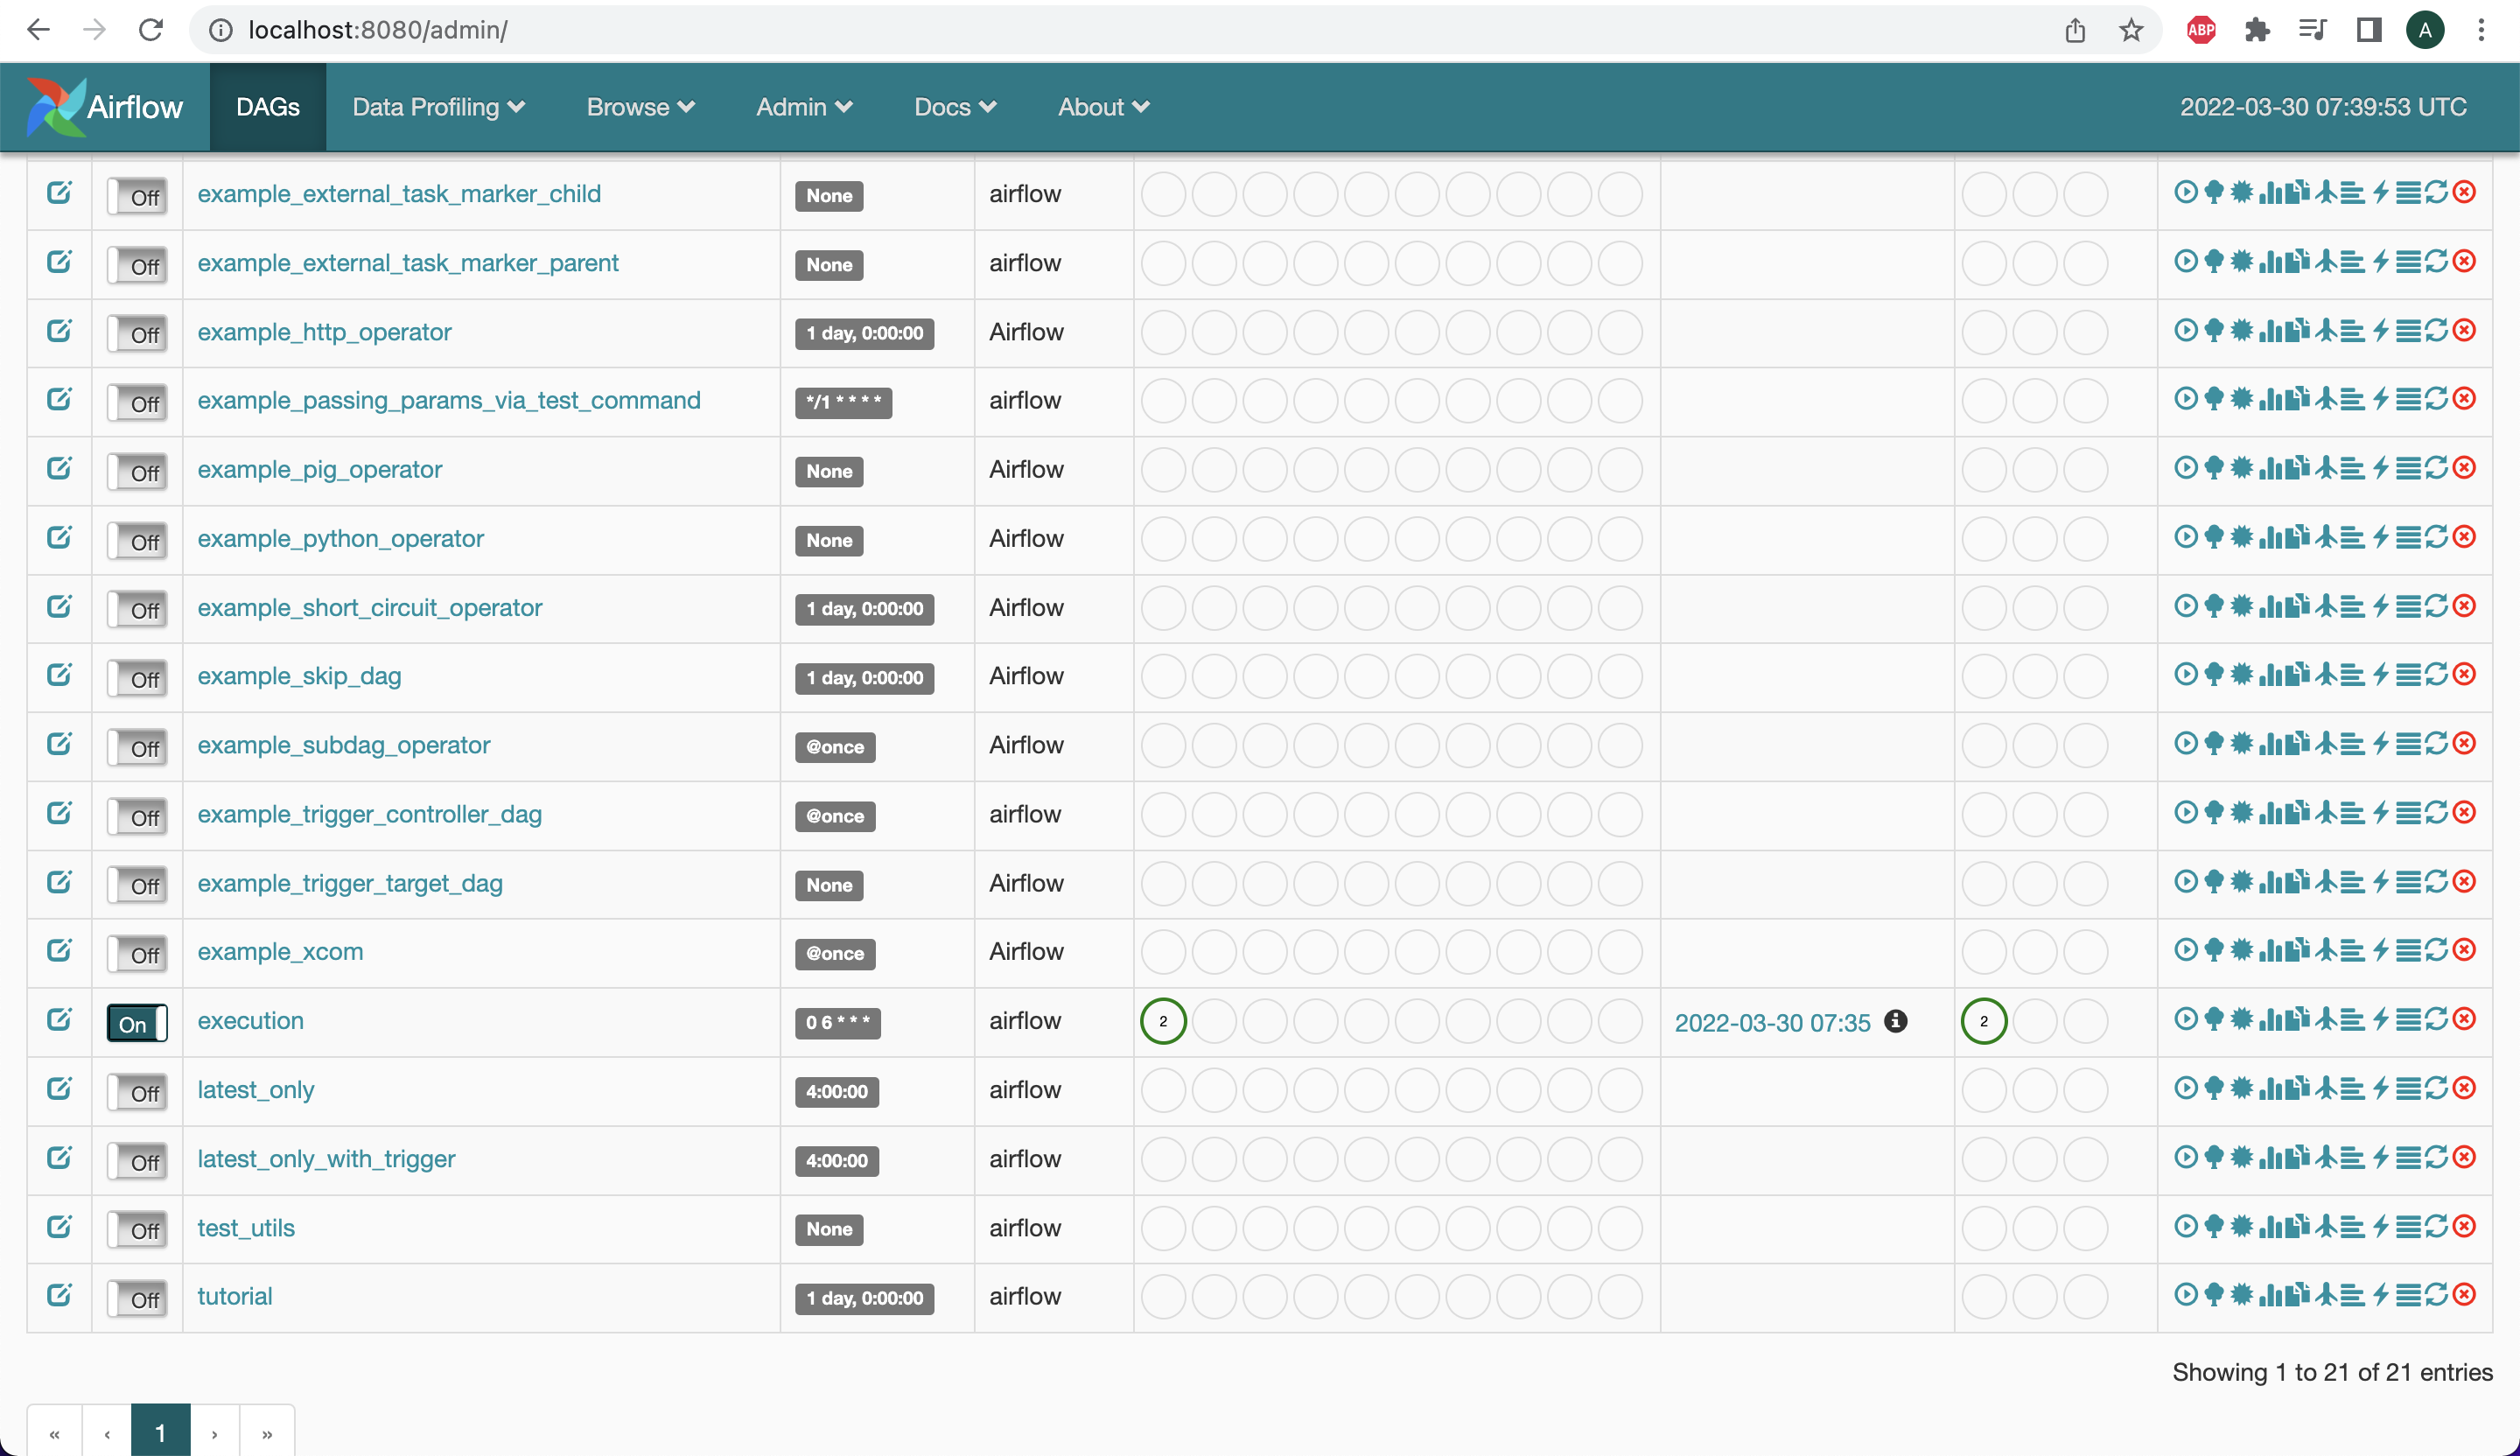 localhost:8080/admin/
ABP
A
Airflow DAGs Data Profiling Browse Admin Docs About 2022-03-30 07:39:53 UTC
Off example_external_task_marker_child None airflow
Off example_external_task_marker_parent None airflow
Off example_http_operator 1 day, 0:00:00 Airflow
Off example_passing_params_via_test_command */1 * * * * airflow
Off example_pig_operator None Airflow
Off example_python_operator None Airflow
Off example_short_circuit_operator 1 day, 0:00:00 Airflow
Off example_skip_dag 1 day, 0:00:00 Airflow
Off example_subdag_operator @once Airflow
Off example_trigger_controller_dag @once airflow
Off example_trigger_target_dag None Airflow
Off example_xcom @once Airflow
On execution 0 6 * * * airflow 2 2022-03-30 07:35 2
Off latest_only 4:00:00 airflow
Off latest_only_with_trigger 4:00:00 airflow
Off test_utils None airflow
Off tutorial 1 day, 0:00:00 airflow
Showing 1 to 21 of 21 entries
« ‹ 1 › »